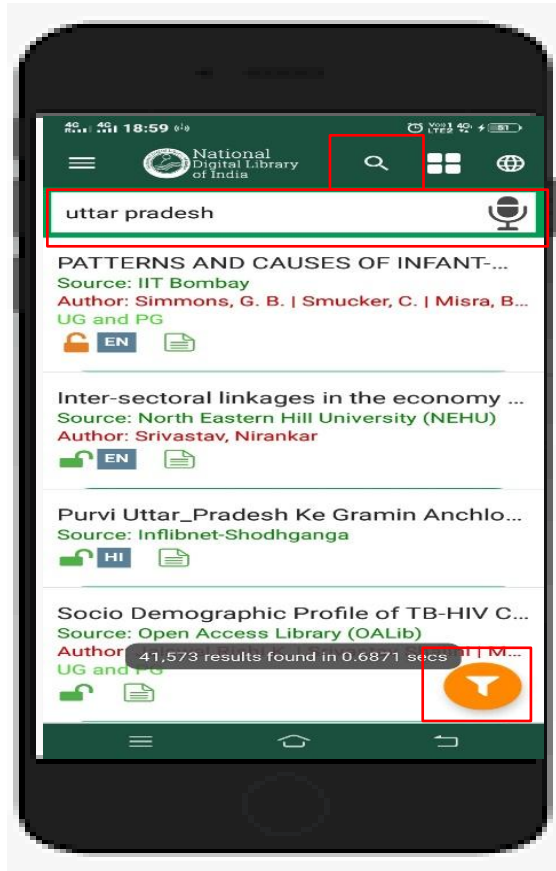 18:59
51
National
Digital Library
of India
uttar pradesh
PATTERNS AND CAUSES OF INFANT-...
Source: IIT Bombay
Author: Simmons, G. B. | Smucker, C. | Misra, B...
UG and PG
EN
Inter-sectoral linkages in the economy ...
Source: North Eastern Hill University (NEHU)
Author: Srivastav, Nirankar
EN
Purvi Uttar_Pradesh Ke Gramin Anchlo...
Source: Inflibnet-Shodhganga
HI
Socio Demographic Profile of TB-HIV C...
Source: Open Access Library (OALib)
Author
41,573 results found in 0.6871 secs
UG and PG